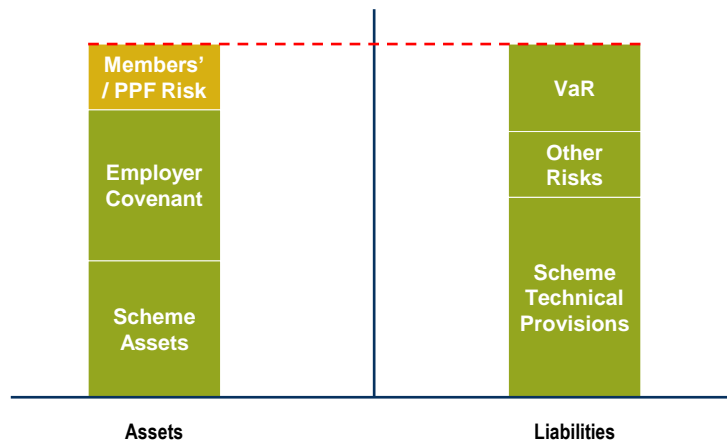 Members’
/ PPF Risk
Employer
Covenant
Scheme
Assets
VaR
Other
Risks
Scheme
Technical
Provisions
Assets
Liabilities